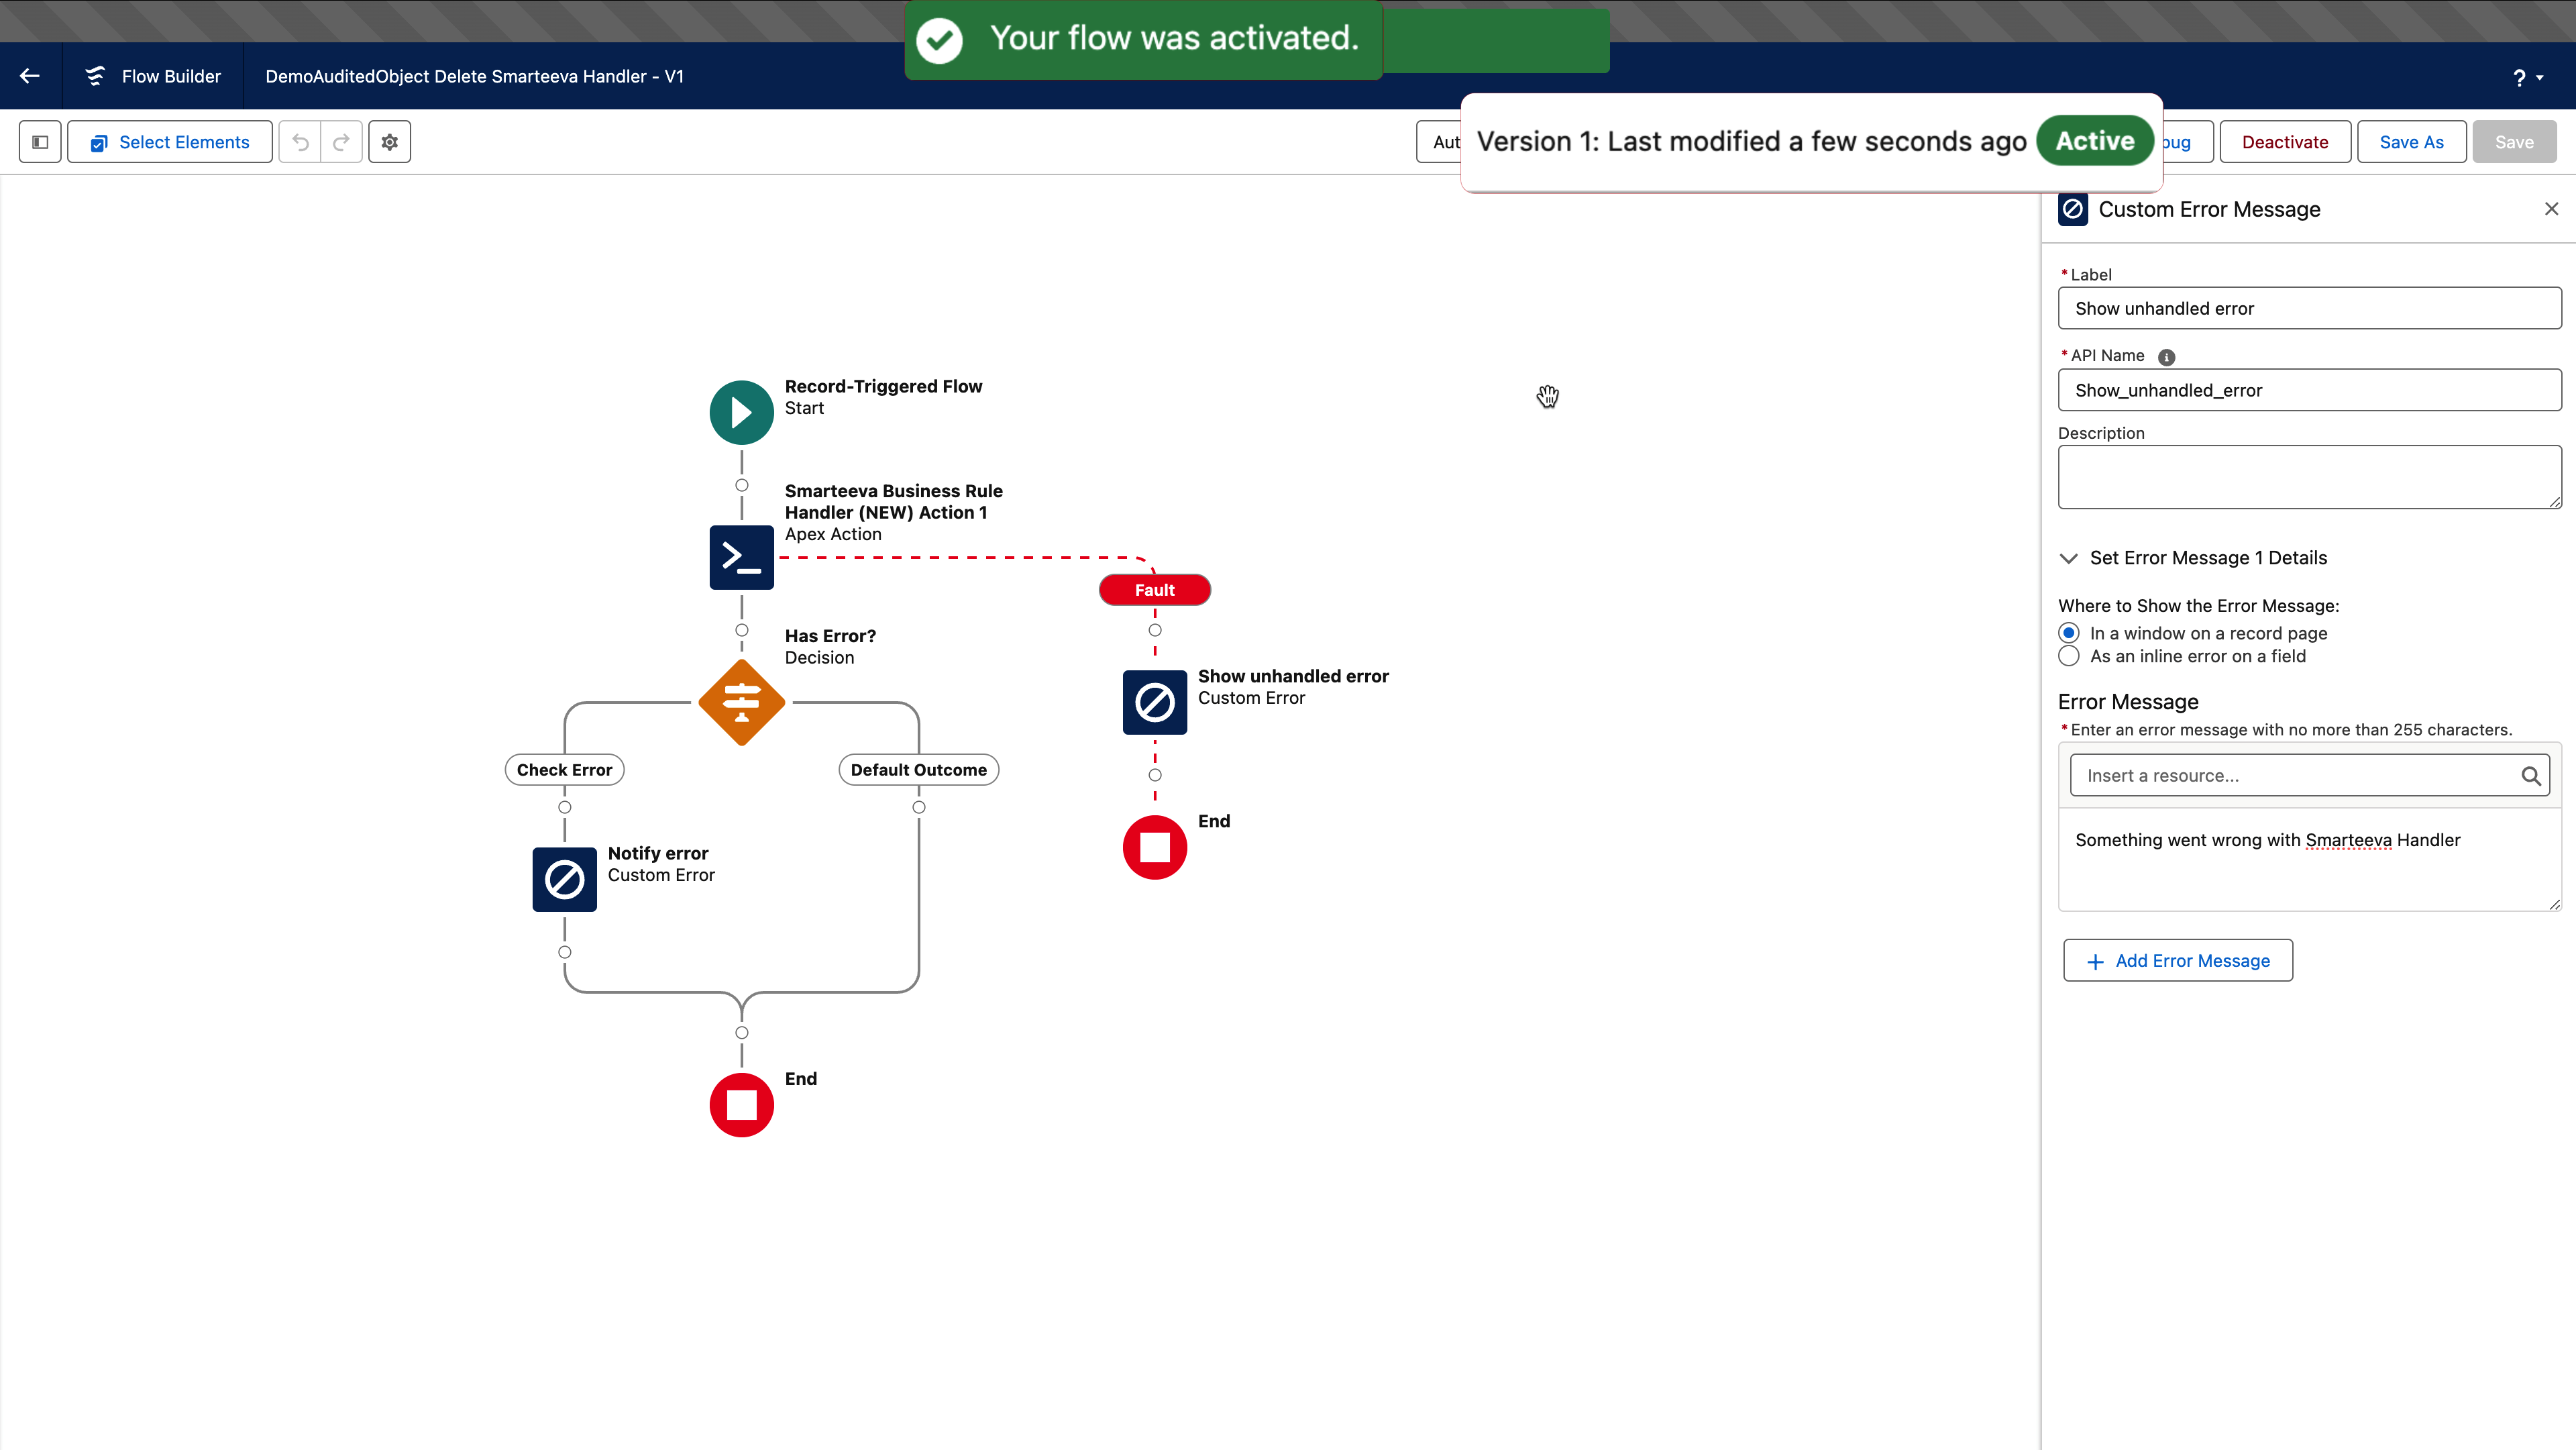 Your flow was activated.
Flow Builder
DemoAuditedObject Delete Smarteeva Handler - V1
?
Select Elements
Version 1: Last modified a few seconds ago Active
Deactivate
Save As
Save
Custom Error Message
* Label
Show unhandled error
* API Name
Show_unhandled_error
Description
Set Error Message 1 Details
Where to Show the Error Message:
In a window on a record page
As an inline error on a field
Error Message
* Enter an error message with no more than 255 characters.
Insert a resource...
Something went wrong with Smarteeva Handler
Add Error Message
Record-Triggered Flow
Start
Smarteeva Business Rule
Handler (NEW) Action 1
Apex Action
Fault
Has Error?
Decision
Show unhandled error
Custom Error
Check Error
Default Outcome
End
Notify error
Custom Error
End